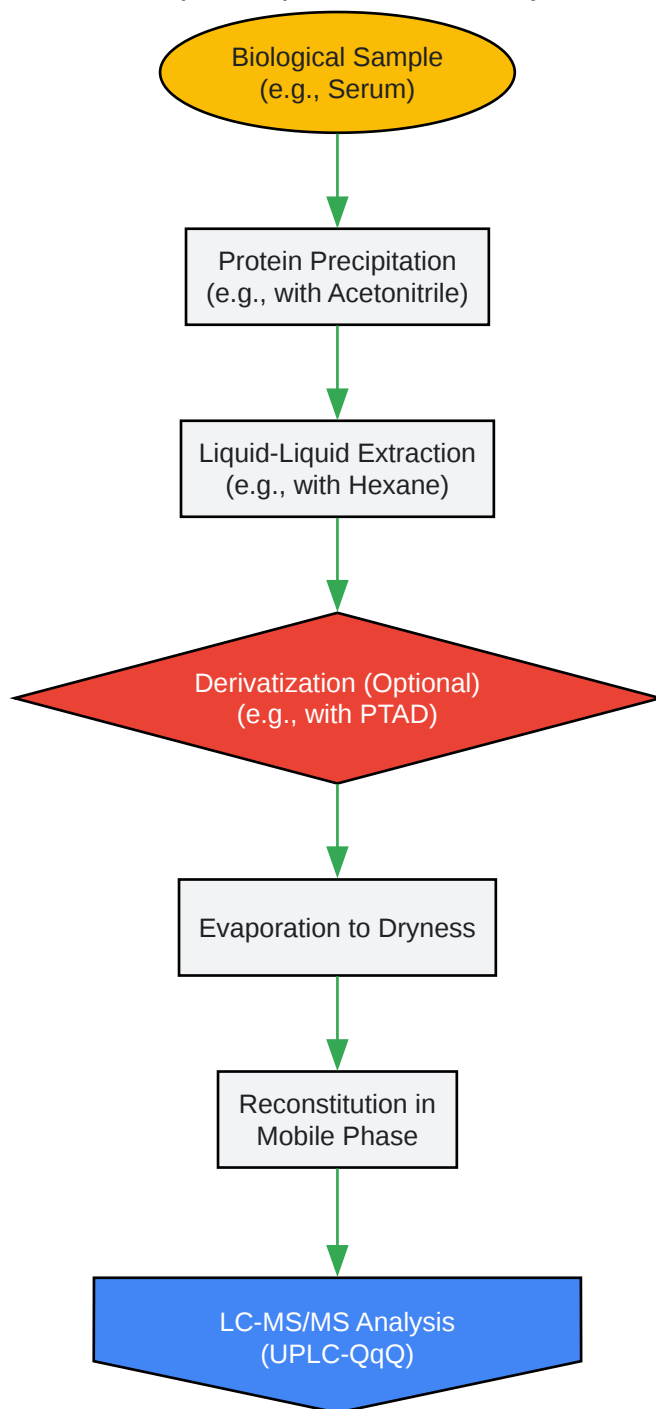 Biological Sample
(e.g., Serum)
Protein Precipitation
(e.g., with Acetonitrile)
Liquid-Liquid Extraction
(e.g., with Hexane)
Derivatization (Optional)
(e.g., with PTAD)
Evaporation to Dryness
Reconstitution in
Mobile Phase
LC-MS/MS Analysis
(UPLC-QqQ)